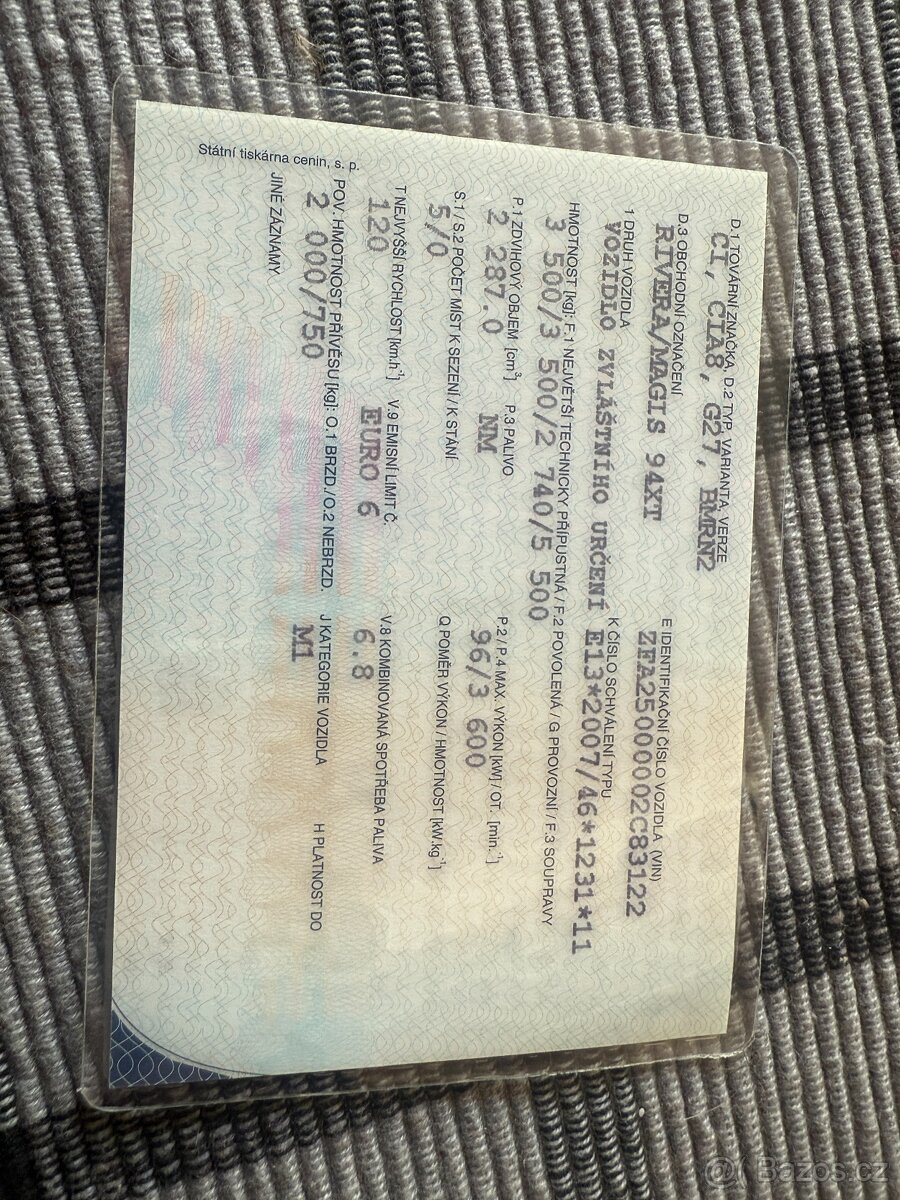 D.1 TOVÁRNÍ ZNAČKA, D.2 TYP, VARIANTA, VERZE
CI, CIA8, G27, BMRN2
D.3 OBCHODNÍ OZNAČENÍ
RIVERA/MAGIS 94XT
E IDENTIFIKAČNÍ ČÍSLO VOZIDLA (VIN)
ZFA25000002C83122
1 DRUH VOZIDLA
VOZIDLO ZVLÁŠTNÍHO URČENÍ
K ČÍSLO SCHVÁLENÍ TYPU
E13*2007/46*1231*11
HMOTNOST [kg]: F.1 NEJVĚTŠÍ TECHNICKY PŘÍPUSTNÁ / F.2 POVOLENÁ / G PROVOZNÍ / F.3 SOUPRAVY
3 500/3 500/2 740/5 500
P.1 ZDVIHOVÝ OBJEM [cm³]
2 287.0
P.3 PALIVO
NM
P.2 / P.4 MAX. VÝKON [kW] / OT. [min.⁻¹]
96/3 600
S.1 / S.2 POČET MÍST K SEZENÍ / K STÁNÍ
5/0
Q POMĚR VÝKON / HMOTNOST [kW.kg⁻¹]
T NEJVYŠŠÍ RYCHLOST [km.h⁻¹]
120
V.9 EMISNÍ LIMIT Č.
EURO 6
V.8 KOMBINOVANÁ SPOTŘEBA PALIVA
6.8
POV. HMOTNOST PŘÍVĚSU [kg]: O.1 BRZD./O.2 NEBRZD.
2 000/750
J KATEGORIE VOZIDLA
M1
H PLATNOST DO
JINÉ ZÁZNAMY
Státní tiskárna cenin, s. p.
@ Bazos.cz